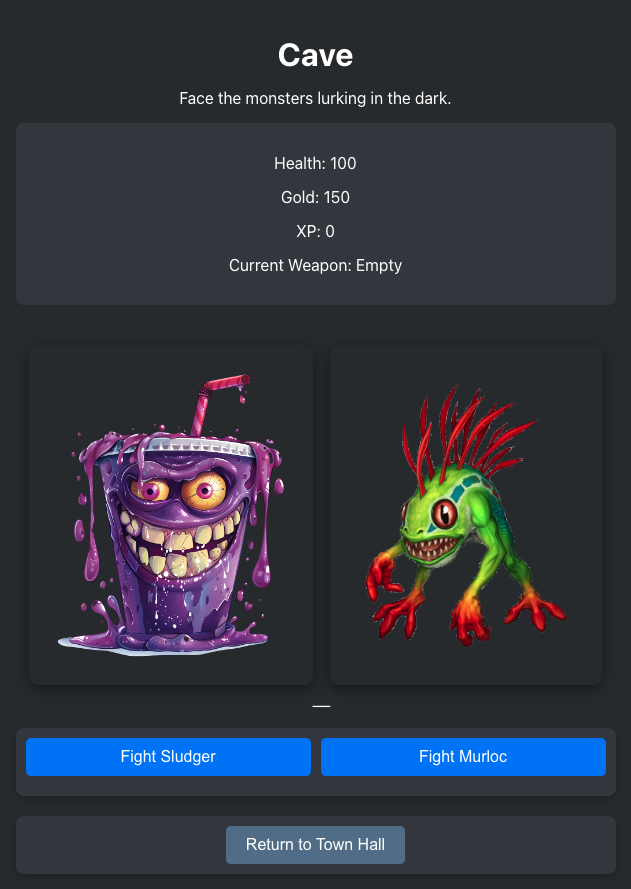 Cave
Face the monsters lurking in the dark.
Health: 100
Gold: 150
XP: 0
Current Weapon: Empty
—
Fight Sludger
Fight Murloc
Return to Town Hall